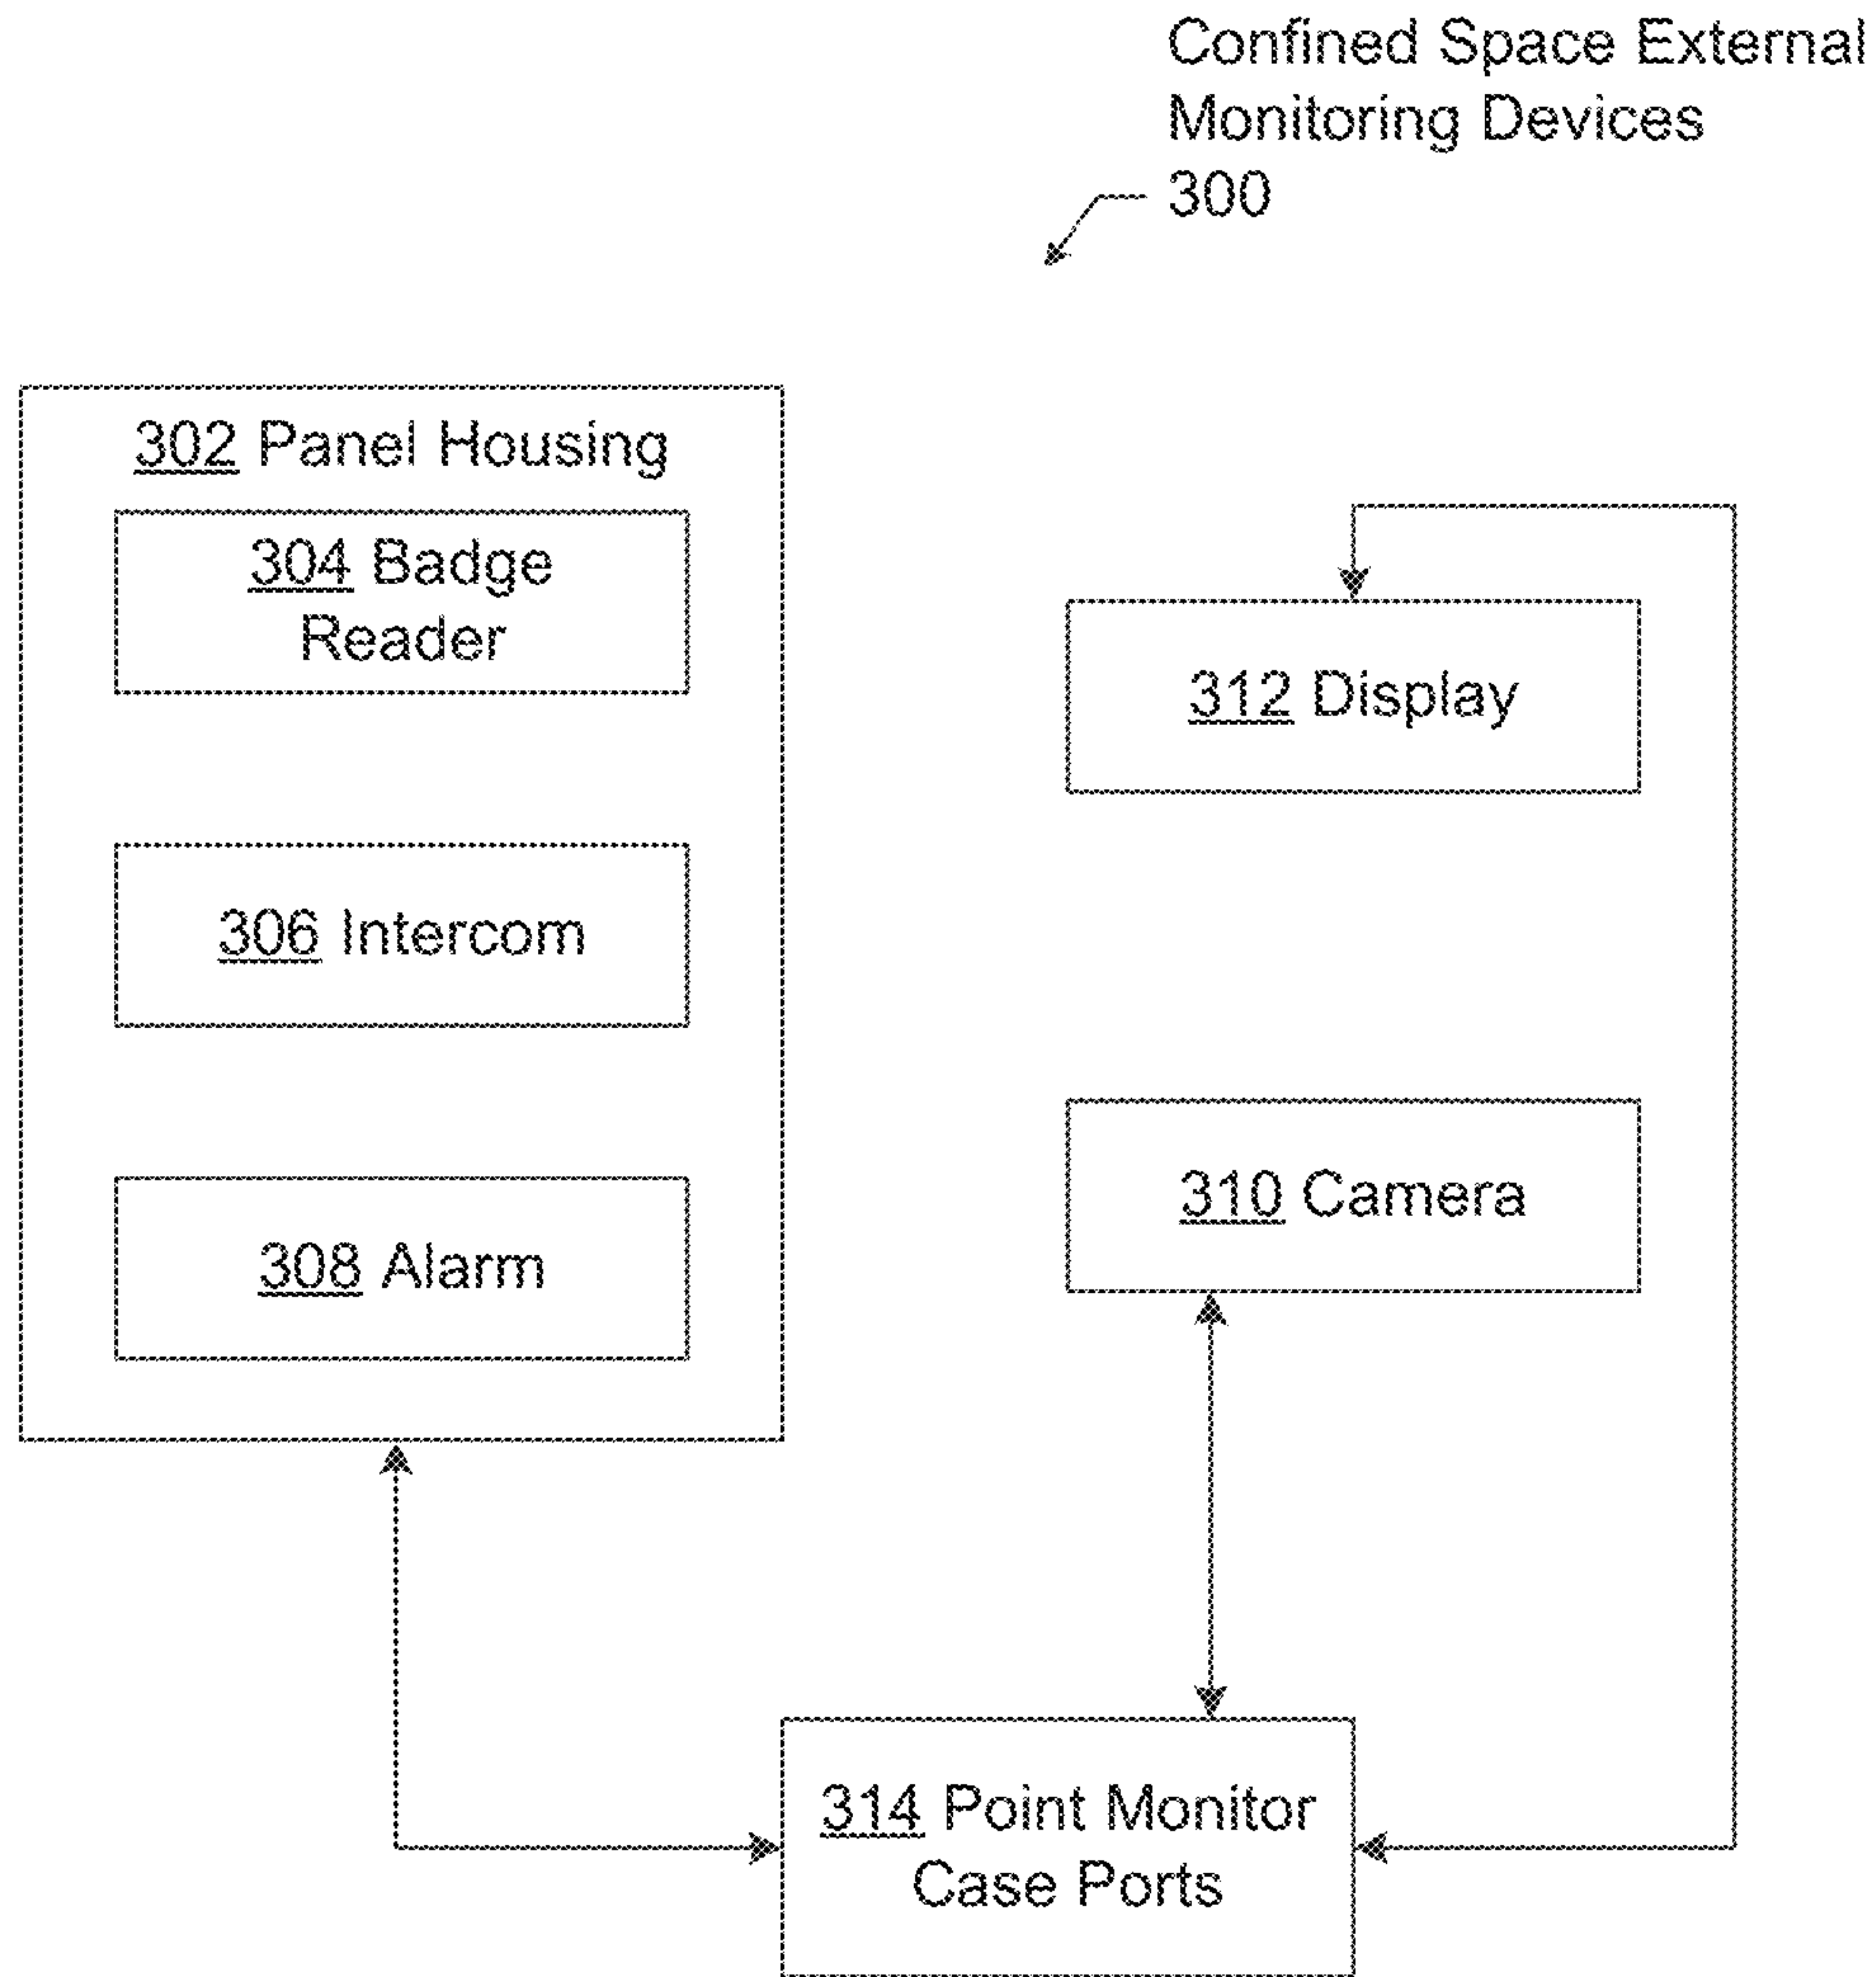 Confined Space External
Monitoring Devices
300
302 Panel Housing
304 Badge
Reader
306 Intercom
308 Alarm
312 Display
310 Camera
314 Point Monitor
Case Ports